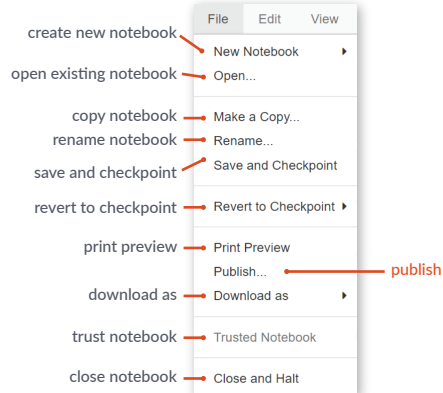 File Edit View
create new notebook New Notebook
open existing notebook Open...
copy notebook Make a Copy...
rename notebook Rename...
save and checkpoint Save and Checkpoint
revert to checkpoint Revert to Checkpoint
print preview Print Preview
Publish... publish
download as Download as
trust notebook Trusted Notebook
close notebook Close and Halt